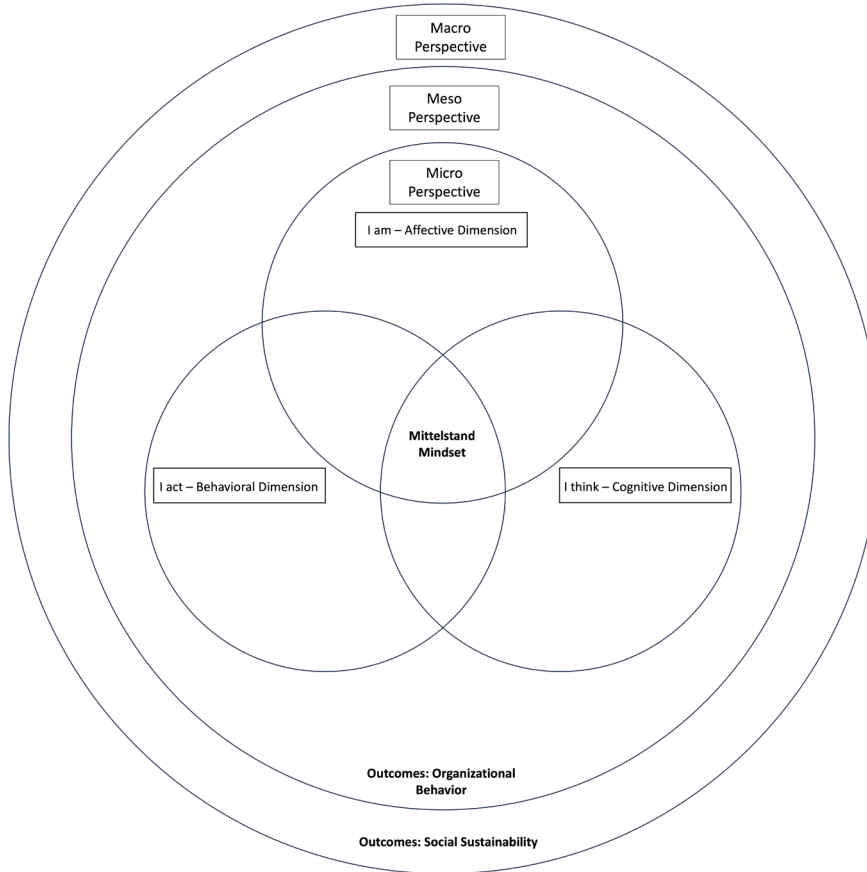 Macro
Perspective
Meso
Perspective
Micro
Perspective
I am – Affective Dimension
Mittelstand
Mindset
I act – Behavioral Dimension
I think – Cognitive Dimension
Outcomes: Organizational
Behavior
Outcomes: Social Sustainability